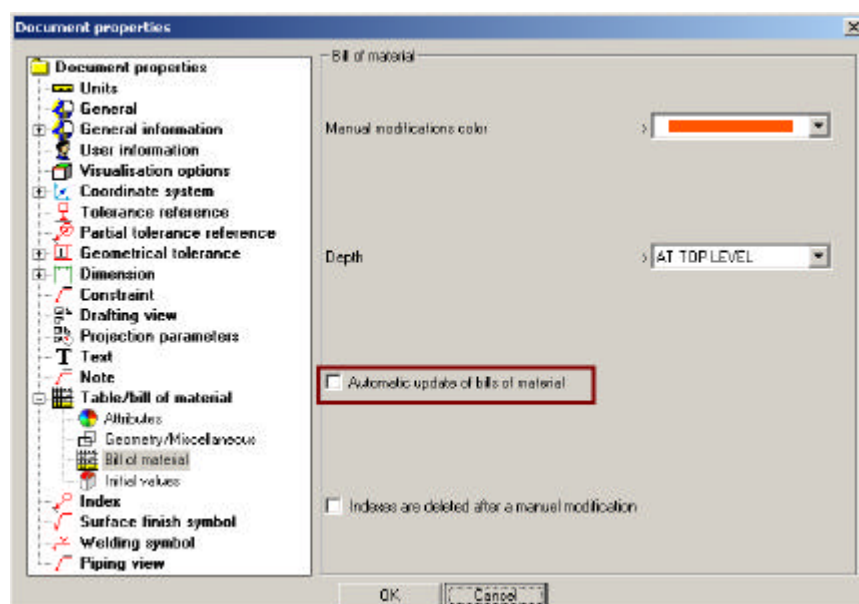 Document properties
Document properties
Units
General
General information
User information
Visualisation options
Coordinate system
Tolerance reference
Partial tolerance reference
Geometrical tolerance
Dimension
Constraint
Drafting view
Projection parameters
Text
Note
Table/bill of material
Attributes
Geometry/Miscellaneous
Bill of material
Initial values
Index
Surface finish symbol
Welding symbol
Piping view
Bill of material
Manual modifications color
Depth
AT TOP LEVEL
Automatic update of bills of material
Indexes are deleted after a manuel modification
OK
Cancel